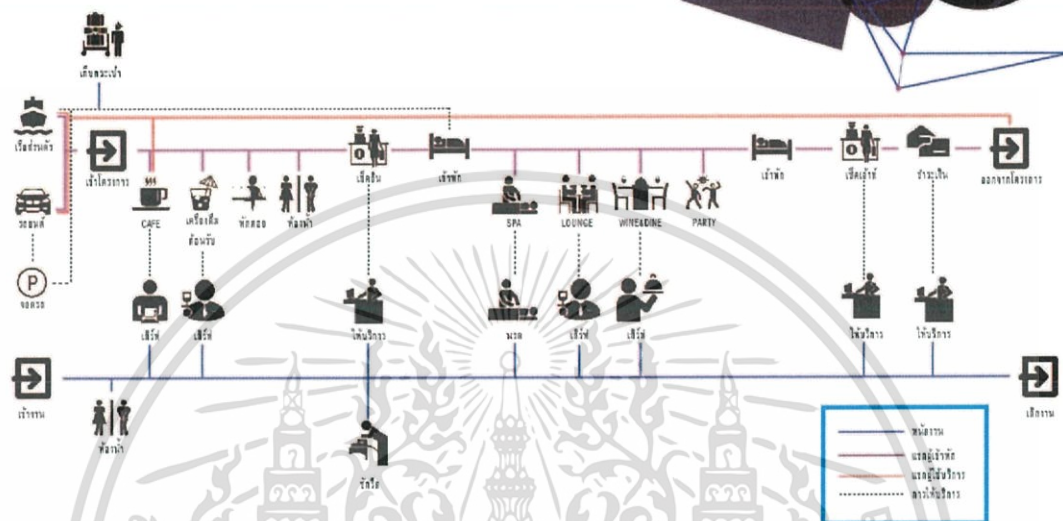 เก็บกระเป๋า
เรือส่วนตัว
เข้าโครงการ
เช็คอิน
เข้าพัก
เข้าพัก
เช็คเอ้าท์
ชำระเงิน
ออกจากโครงการ
รถยนต์
CAFE
เครื่องดื่ม
ต้อนรับ
พักคอย
ห้องน้ำ
SPA
LOUNGE
WINE&DINE
PARTY
P
จอดรถ
เสิร์ฟ
เสิร์ฟ
ให้บริการ
นวด
เสิร์ฟ
เสิร์ฟ
ให้บริการ
ให้บริการ
เข้างาน
เลิกงาน
ห้องน้ำ
ซักรีด
พนักงาน
แขกผู้เข้าพัก
แขกผู้ใช้บริการ
การให้บริการ